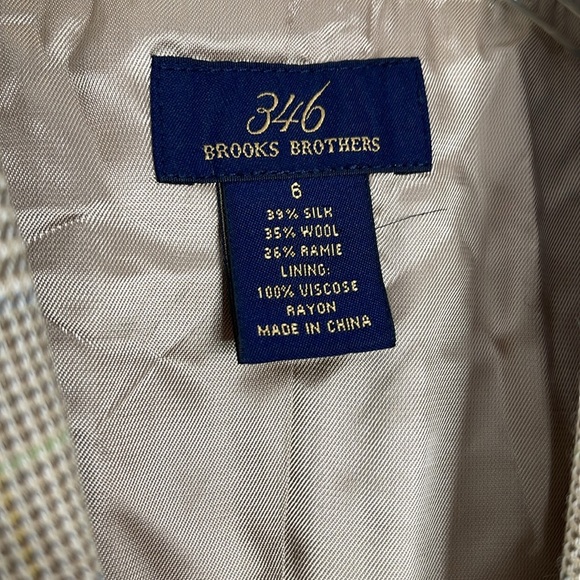 346
BROOKS BROTHERS
6
39% SILK
35% WOOL
26% RAMIE
LINING:
100% VISCOSE
RAYON
MADE IN CHINA